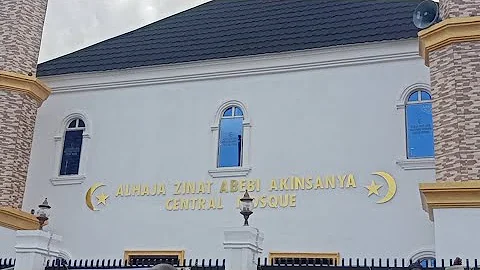 ALHAJA ZINAT ABEBI AKINSANYA
CENTRAL MOSQUE